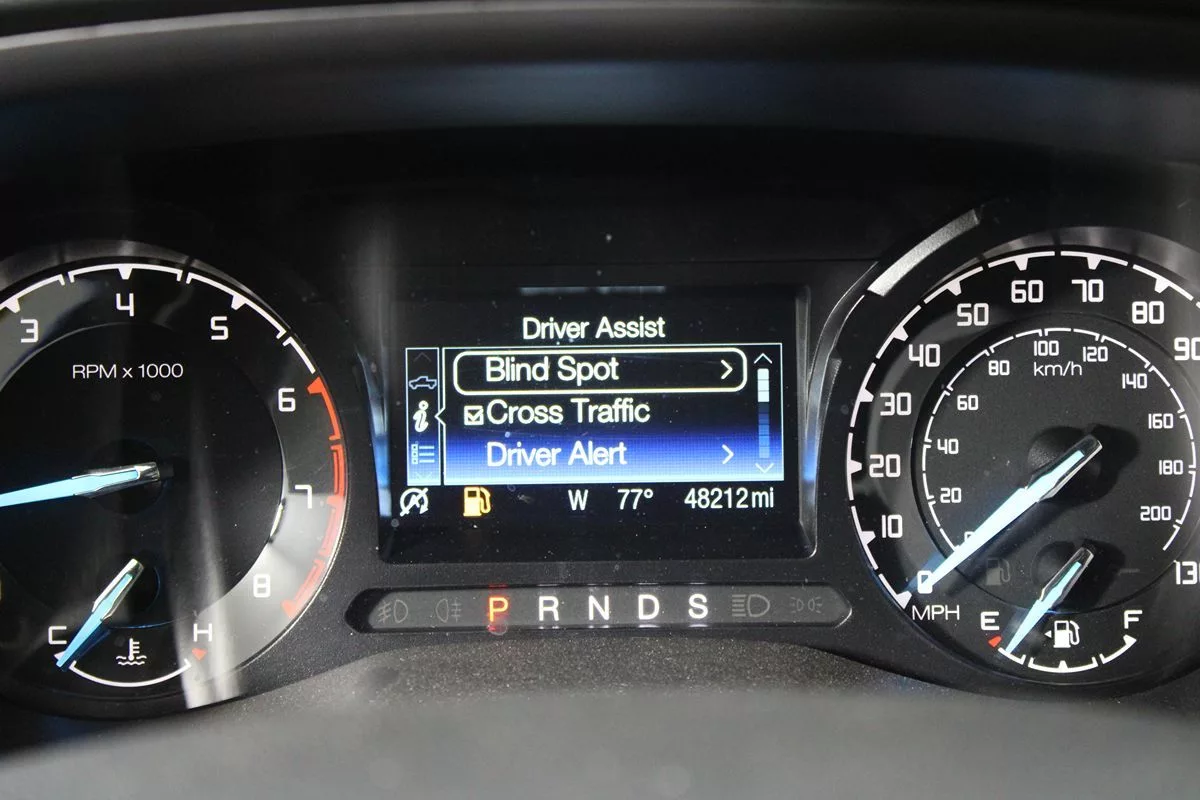 3 4 5 6 7 8
RPM x 1000
C H
Driver Assist
Blind Spot
Cross Traffic
Driver Alert
W 77° 48212 mi
P R N D S
0 10 20 30 40 50 60 70 80 90 130
MPH
20 40 60 80 100 120 140 160 180 200
km/h
E F